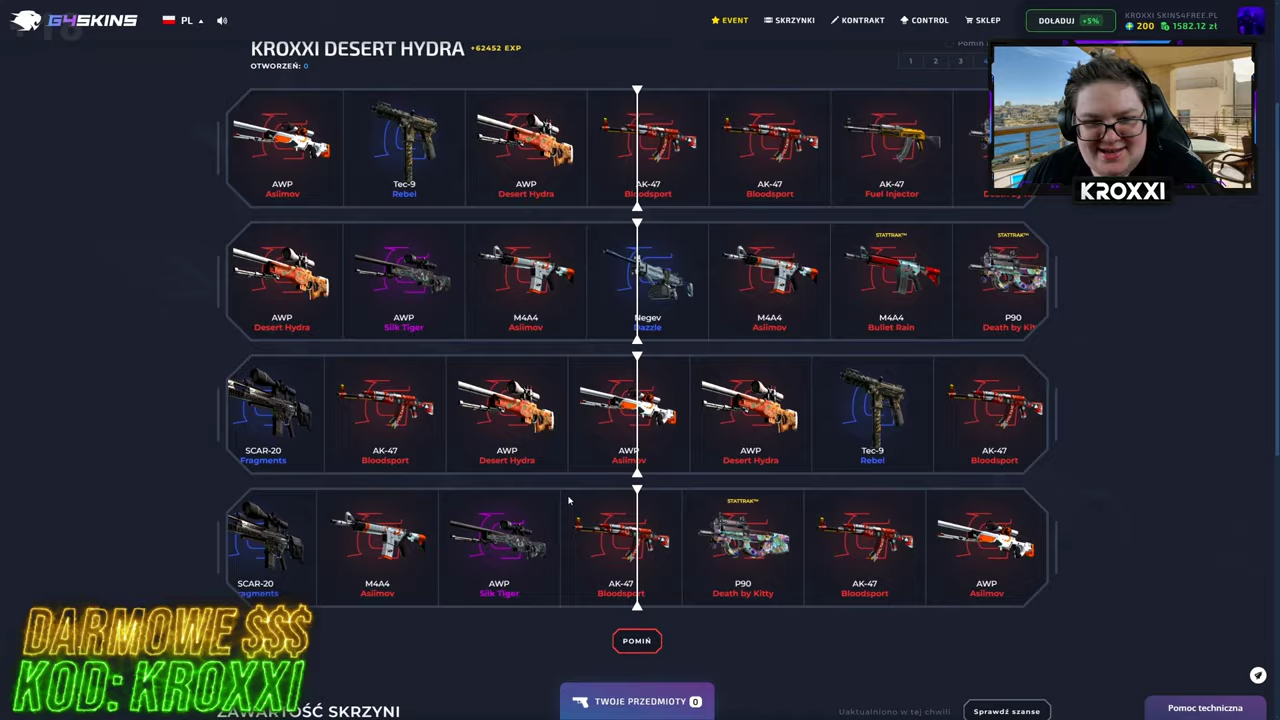 G4SKINS
PL
EVENT
SKRZYNKI
KONTRAKT
CONTROL
SKLEP
DOŁADUJ +5%
KROXXI SKINS4FREE.PL
200 1582.12 zł
KROXXI DESERT HYDRA +62452 EXP
OTWORZEŃ: 0
1 2 3
AWP
Asiimov
Tec-9
Rebel
AWP
Desert Hydra
AK-47
Bloodsport
AK-47
Bloodsport
AK-47
Fuel Injector
KROXXI
AWP
Desert Hydra
AWP
Silk Tiger
M4A4
Asiimov
Negev
Dazzle
M4A4
Asiimov
STATTRAK™
M4A4
Bullet Rain
STATTRAK™
P90
Death by Kitt
SCAR-20
Fragments
AK-47
Bloodsport
AWP
Desert Hydra
AWP
Asiimov
AWP
Desert Hydra
Tec-9
Rebel
AK-47
Bloodsport
SCAR-20
ragments
M4A4
Asiimov
AWP
Silk Tiger
AK-47
Bloodsport
STATTRAK™
P90
Death by Kitty
AK-47
Bloodsport
AWP
Asiimov
DARMOWE $$$
KOD: KROXXI
POMIŃ
TWOJE PRZEDMIOTY 0
ZAWARTOŚĆ SKRZYNI
Uaktualniono w tej chwili
Sprawdź szanse
Pomoc techniczna